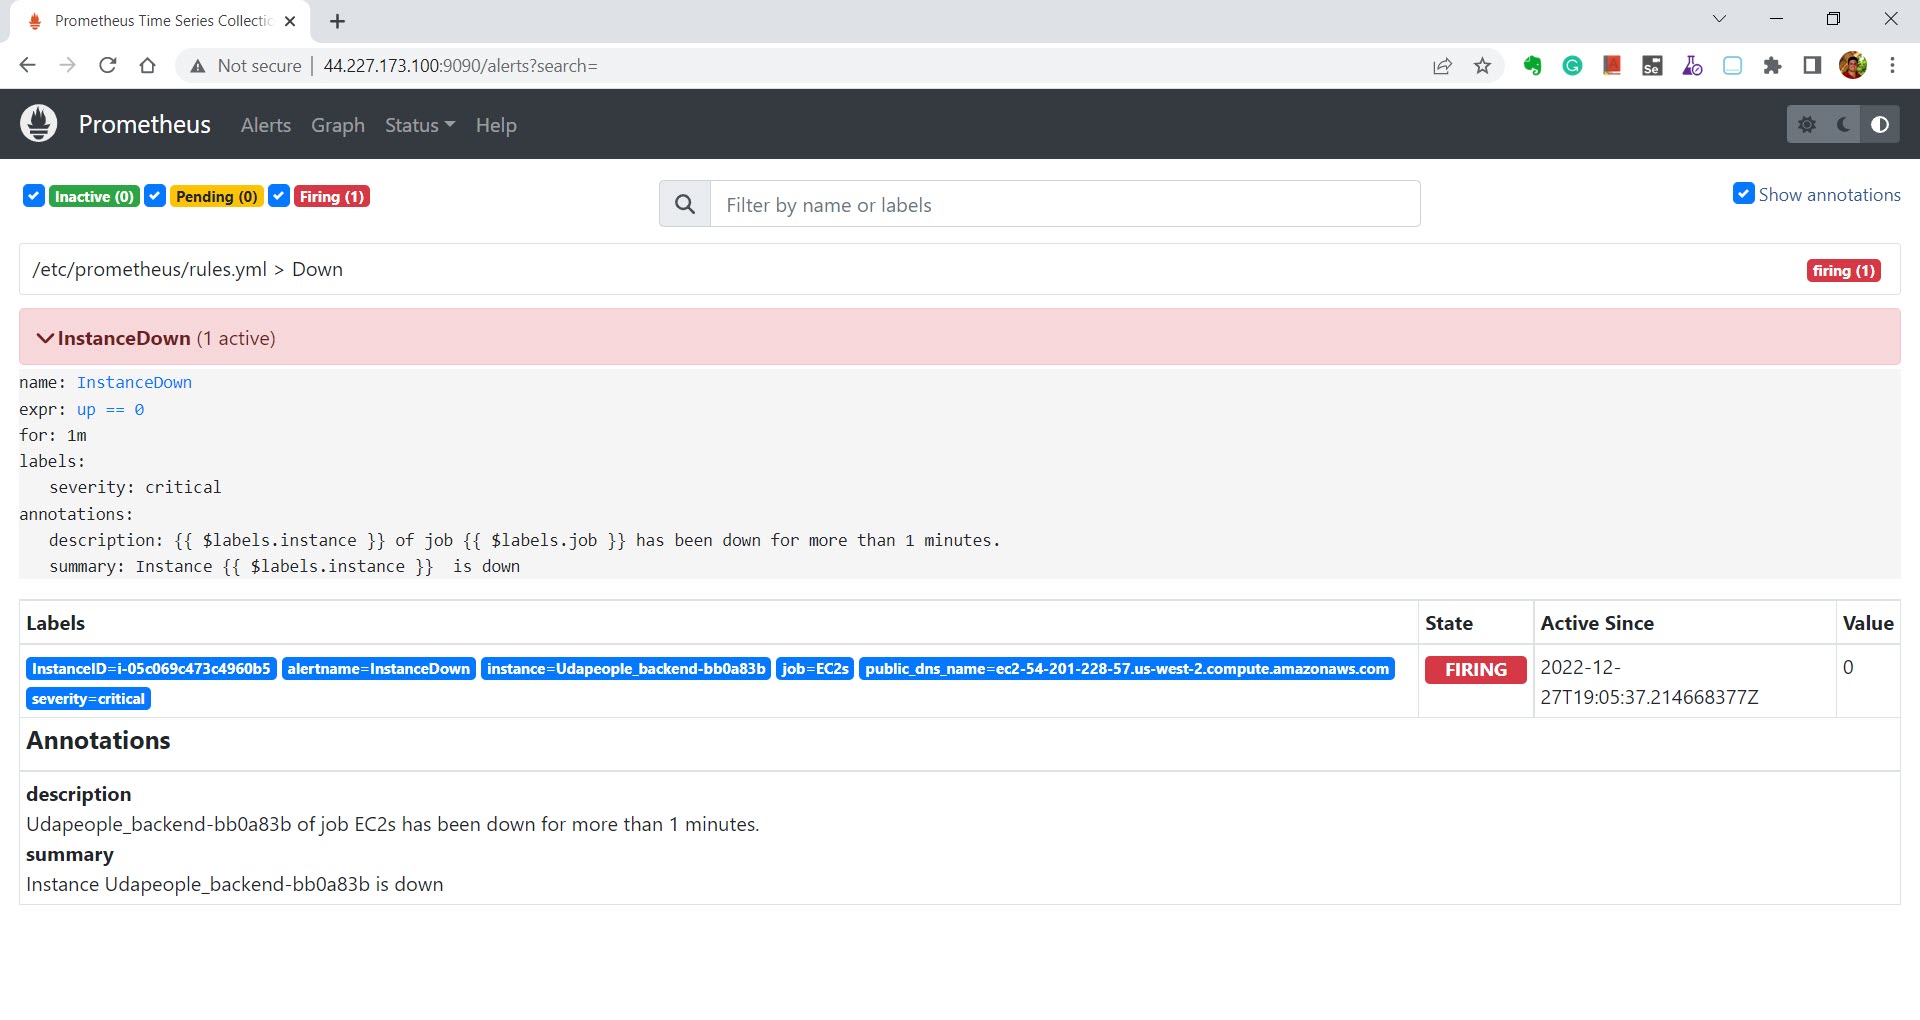 Prometheus Time Series Collectio
Not secure | 44.227.173.100:9090/alerts?search=
Se
Prometheus Alerts Graph Status Help
Inactive (0) Pending (0) Firing (1)
Filter by name or labels
Show annotations
/etc/prometheus/rules.yml > Down
firing (1)
InstanceDown (1 active)
name: InstanceDown
expr: up == 0
for: 1m
labels:
severity: critical
annotations:
description: {{ $labels.instance }} of job {{ $labels.job }} has been down for more than 1 minutes.
summary: Instance {{ $labels.instance }}  is down
Labels State Active Since Value
InstanceID=i-05c069c473c4960b5 alertname=InstanceDown instance=Udapeople_backend-bb0a83b job=EC2s public_dns_name=ec2-54-201-228-57.us-west-2.compute.amazonaws.com
severity=critical
FIRING
2022-12-
27T19:05:37.214668377Z
0
Annotations
description
Udapeople_backend-bb0a83b of job EC2s has been down for more than 1 minutes.
summary
Instance Udapeople_backend-bb0a83b is down